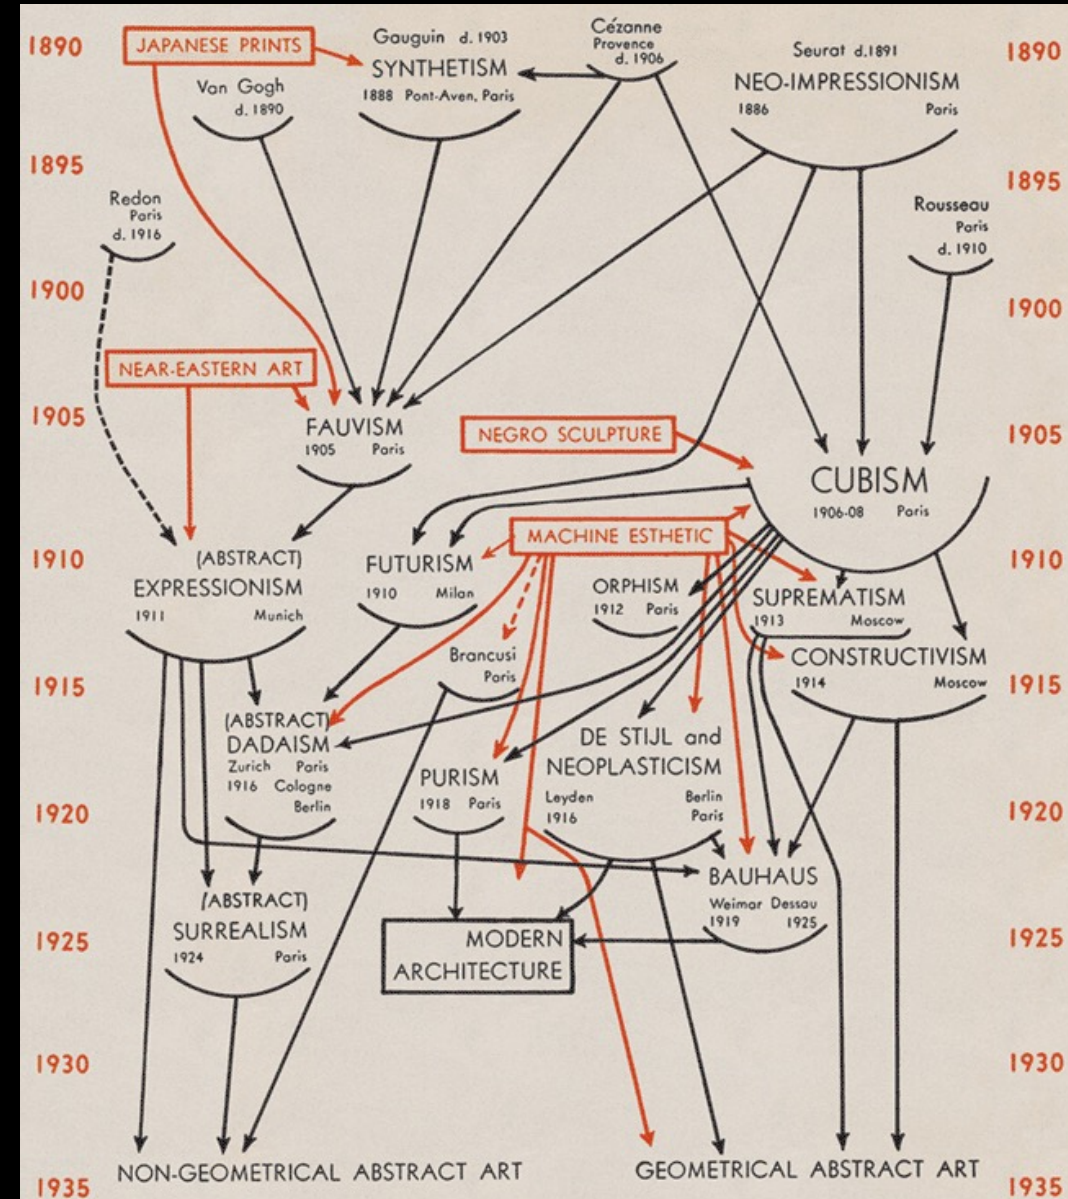 1890
JAPANESE PRINTS
Gauguin d. 1903
SYNTHETISM
1888 Pont-Aven, Paris
Cézanne
Provence
d. 1906
Seurat d.1891
NEO-IMPRESSIONISM
1886 Paris
1890
Van Gogh
d. 1890
1895
1895
Redon
Paris
d. 1916
Rousseau
Paris
d. 1910
1900
1900
NEAR-EASTERN ART
1905
FAUVISM
1905 Paris
NEGRO SCULPTURE
1905
CUBISM
1906-08 Paris
MACHINE ESTHETIC
1910
(ABSTRACT)
EXPRESSIONISM
1911 Munich
FUTURISM
1910 Milan
ORPHISM
1912 Paris
SUPREMATISM
1913 Moscow
1910
Brancusi
Paris
CONSTRUCTIVISM
1914 Moscow
1915
1915
(ABSTRACT)
DADAISM
Zurich Paris
1916 Cologne
Berlin
PURISM
1918 Paris
DE STIJL and
NEOPLASTICISM
Leyden Berlin
1916 Paris
1920
1920
BAUHAUS
Weimar Dessau
1919 1925
(ABSTRACT)
SURREALISM
1924 Paris
MODERN
ARCHITECTURE
1925
1925
1930
1930
NON-GEOMETRICAL ABSTRACT ART
GEOMETRICAL ABSTRACT ART
1935
1935